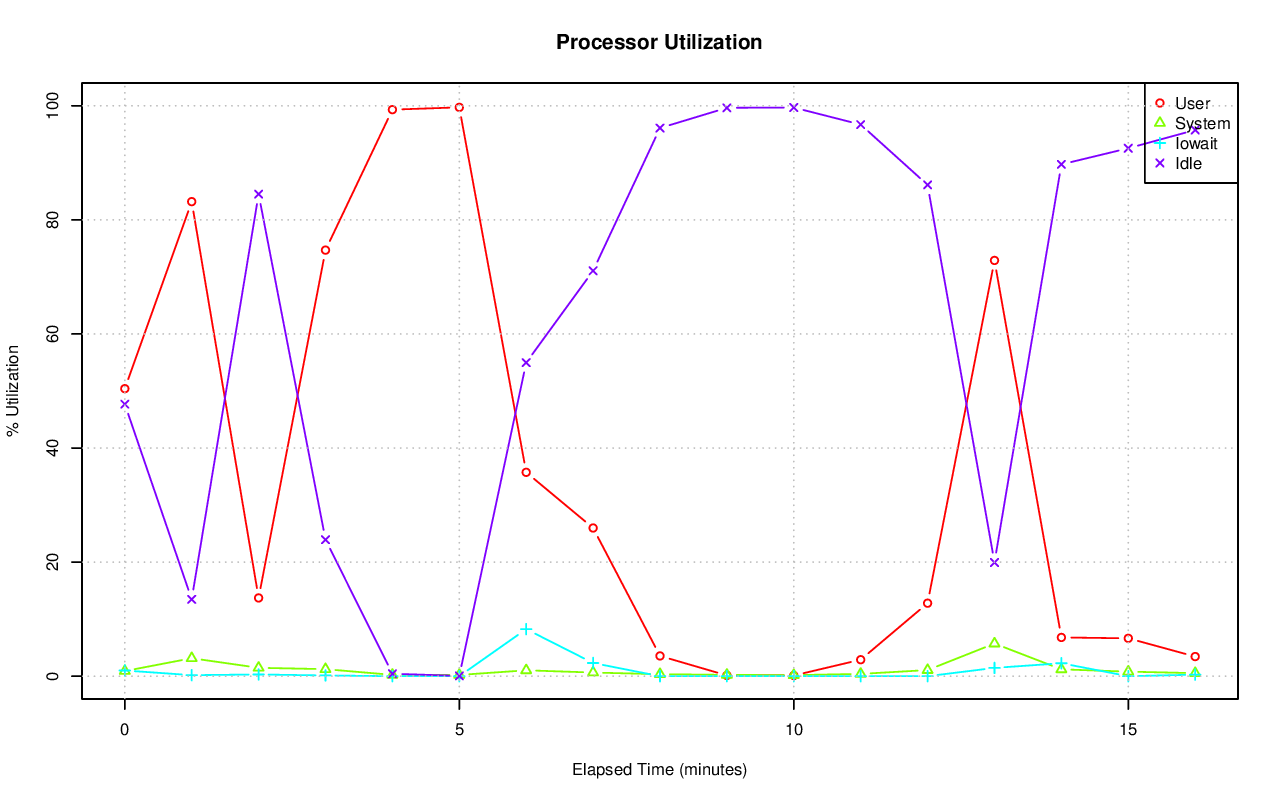 Processor Utilization
% Utilization
100
80
60
40
20
0
User
System
Iowait
Idle
0 5 10 15
Elapsed Time (minutes)